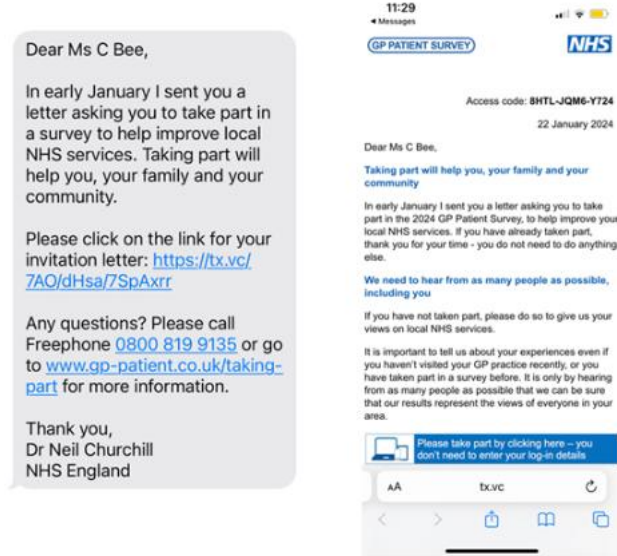 Dear Ms C Bee,
In early January I sent you a
letter asking you to take part in
a survey to help improve local
NHS services. Taking part will
help you, your family and your
community.
Please click on the link for your
invitation letter: https://tx.vc/
7AO/dHsa/7SpAxrr
Any questions? Please call
Freephone 0800 819 9135 or go
to www.gp-patient.co.uk/taking-
part for more information.
Thank you,
Dr Neil Churchill
NHS England
11:29
Messages
GP PATIENT SURVEY
NHS
Access code: 8HTL-JQM6-Y724
22 January 2024
Dear Ms C Bee,
Taking part will help you, your family and your
community
In early January I sent you a letter asking you to take
part in the 2024 GP Patient Survey, to help improve your
local NHS services. If you have already taken part,
thank you for your time - you do not need to do anything
else.
We need to hear from as many people as possible,
including you
If you have not taken part, please do so to give us your
views on local NHS services.
It is important to tell us about your experiences even if
you haven't visited your GP practice recently, or you
have taken part in a survey before. It is only by hearing
from as many people as possible that we can be sure
that our results represent the views of everyone in your
area.
Please take part by clicking here – you
don't need to enter your log-in details
AA
tx.vc